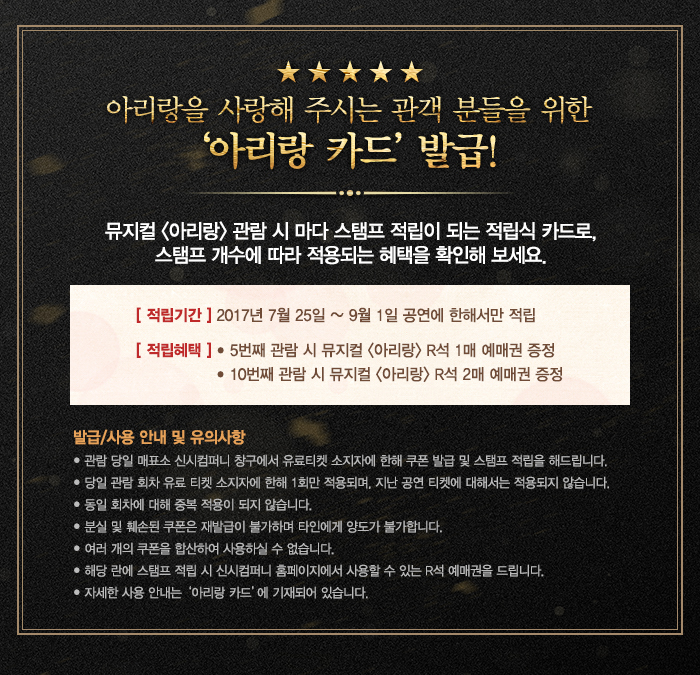 아리랑을 사랑해 주시는 관객 분들을 위한
‘아리랑 카드’ 발급!
뮤지컬 〈아리랑〉 관람 시 마다 스탬프 적립이 되는 적립식 카드로,
스탬프 개수에 따라 적용되는 혜택을 확인해 보세요.
[ 적립기간 ] 2017년 7월 25일 ~ 9월 1일 공연에 한해서만 적립
[ 적립혜택 ] • 5번째 관람 시 뮤지컬 〈아리랑〉 R석 1매 예매권 증정
• 10번째 관람 시 뮤지컬 〈아리랑〉 R석 2매 예매권 증정
발급/사용 안내 및 유의사항
• 관람 당일 매표소 신시컴퍼니 창구에서 유료티켓 소지자에 한해 쿠폰 발급 및 스탬프 적립을 해드립니다.
• 당일 관람 회차 유료 티켓 소지자에 한해 1회만 적용되며, 지난 공연 티켓에 대해서는 적용되지 않습니다.
• 동일 회차에 대해 중복 적용이 되지 않습니다.
• 분실 및 훼손된 쿠폰은 재발급이 불가하며 타인에게 양도가 불가합니다.
• 여러 개의 쿠폰을 합산하여 사용하실 수 없습니다.
• 해당 란에 스탬프 적립 시 신시컴퍼니 홈페이지에서 사용할 수 있는 R석 예매권을 드립니다.
• 자세한 사용 안내는 ‘아리랑 카드’에 기재되어 있습니다.